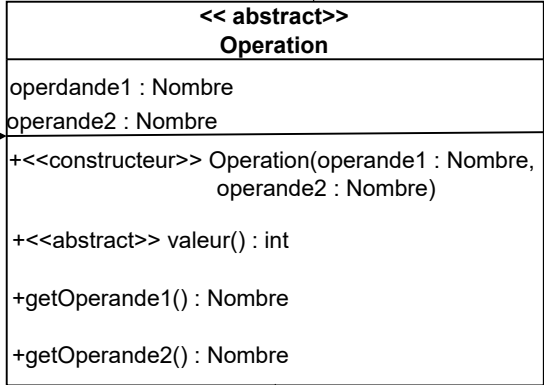 << abstract>>
Operation
operdande1 : Nombre
operande2 : Nombre
+<<constructeur>> Operation(operande1 : Nombre,
operande2 : Nombre)
+<<abstract>> valeur() : int
+getOperande1() : Nombre
+getOperande2() : Nombre